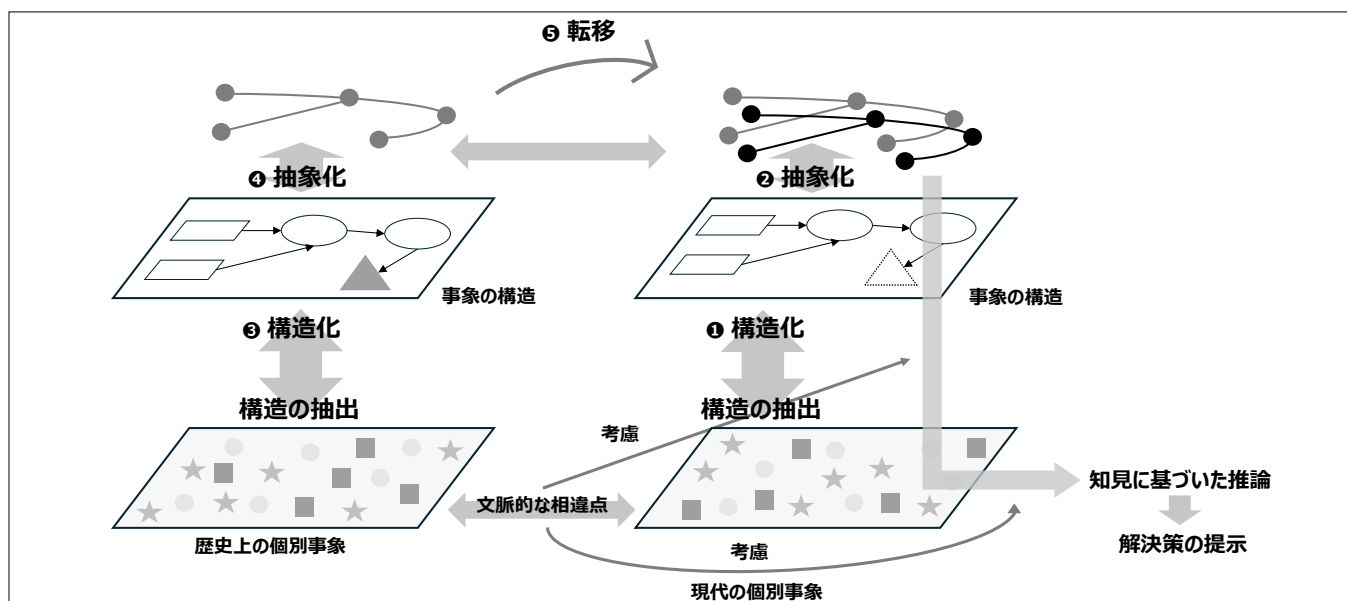 ❺ 転移
❹ 抽象化
❷ 抽象化
事象の構造
事象の構造
❸ 構造化
❶ 構造化
構造の抽出
構造の抽出
考慮
文脈的な相違点
知見に基づいた推論
歴史上の個別事象
考慮
解決策の提示
現代の個別事象